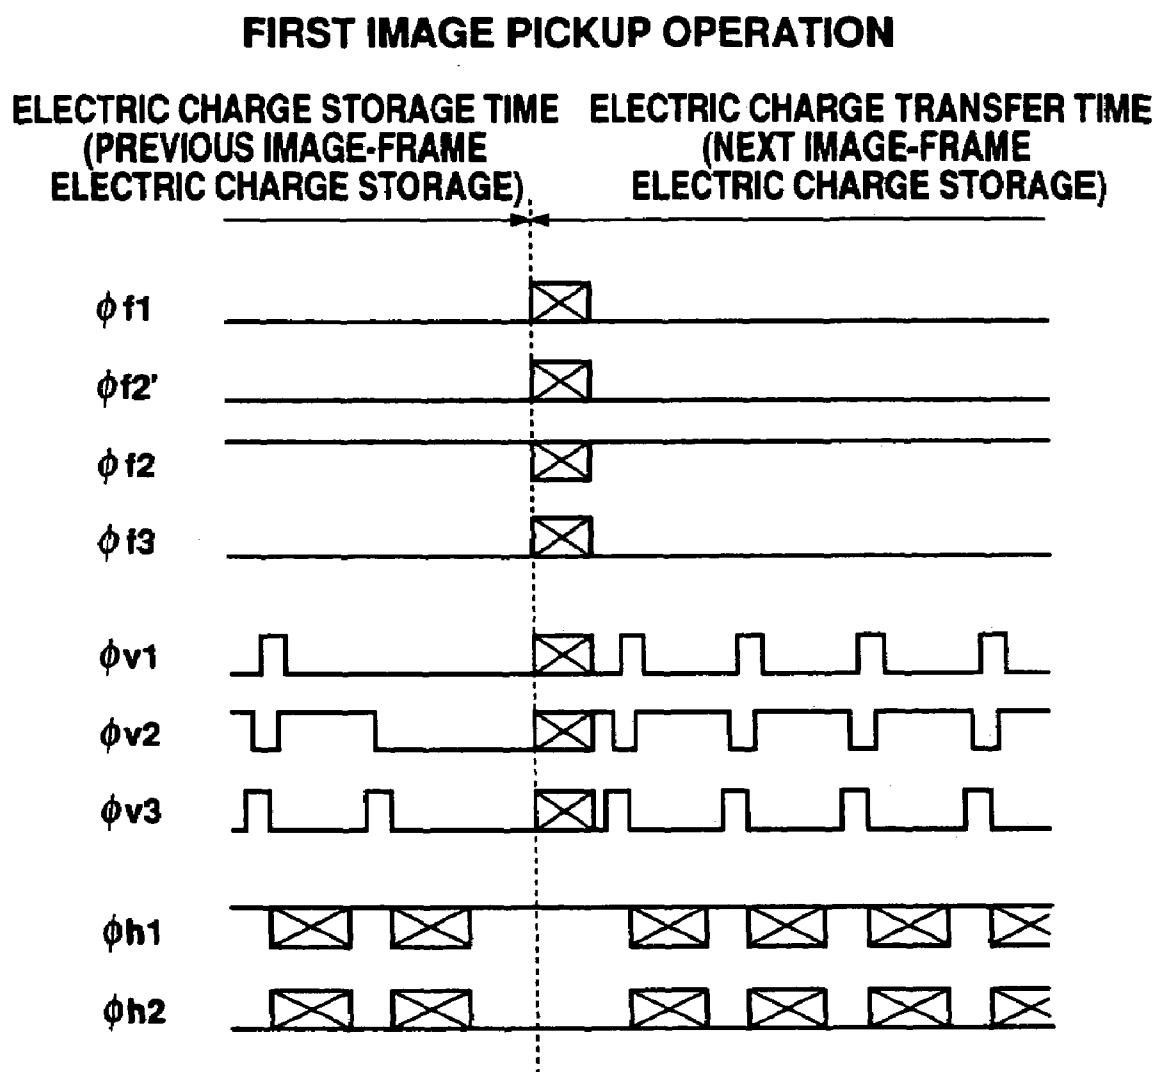 FIRST IMAGE PICKUP OPERATION
ELECTRIC CHARGE STORAGE TIME
(PREVIOUS IMAGE-FRAME
ELECTRIC CHARGE STORAGE)
ELECTRIC CHARGE TRANSFER TIME
(NEXT IMAGE-FRAME
ELECTRIC CHARGE STORAGE)
ϕf1
ϕf2'
ϕf2
ϕf3
ϕv1
ϕv2
ϕv3
ϕh1
ϕh2